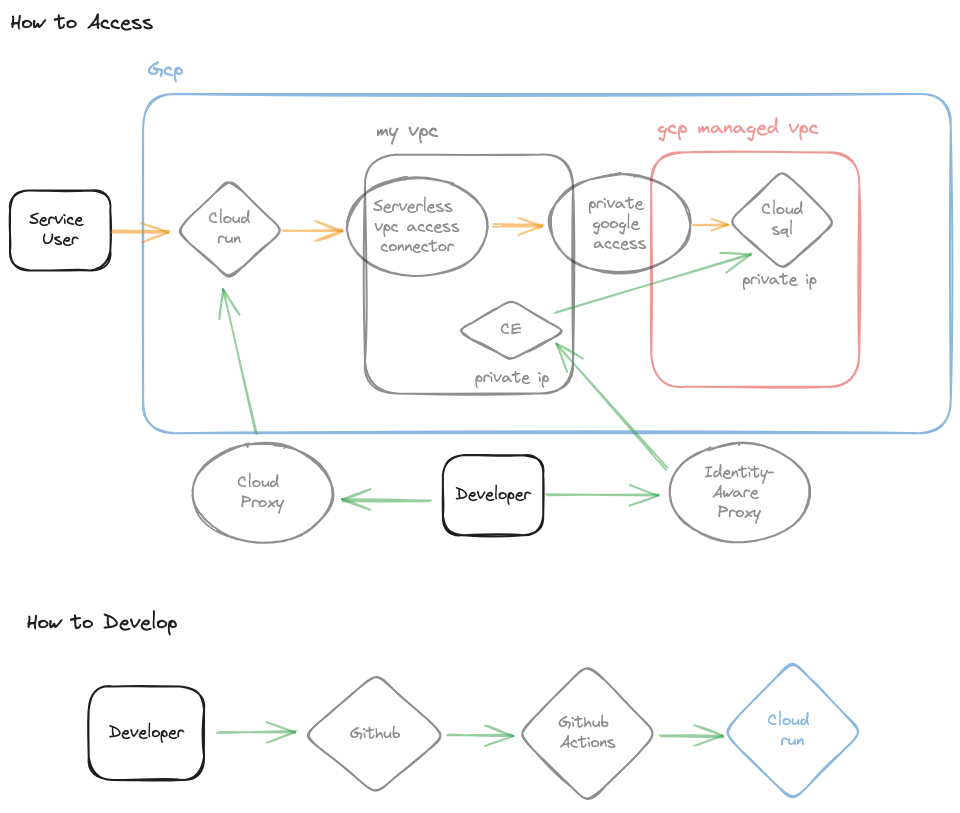 How to Access
Gcp
my vpc
gcp managed vpc
Service
User
Cloud
run
Serverless
vpc access
connector
private
google
access
Cloud
sql
private ip
CE
private ip
Cloud
Proxy
Developer
Identity-
Aware
Proxy
How to Develop
Developer
Github
Github
Actions
Cloud
run